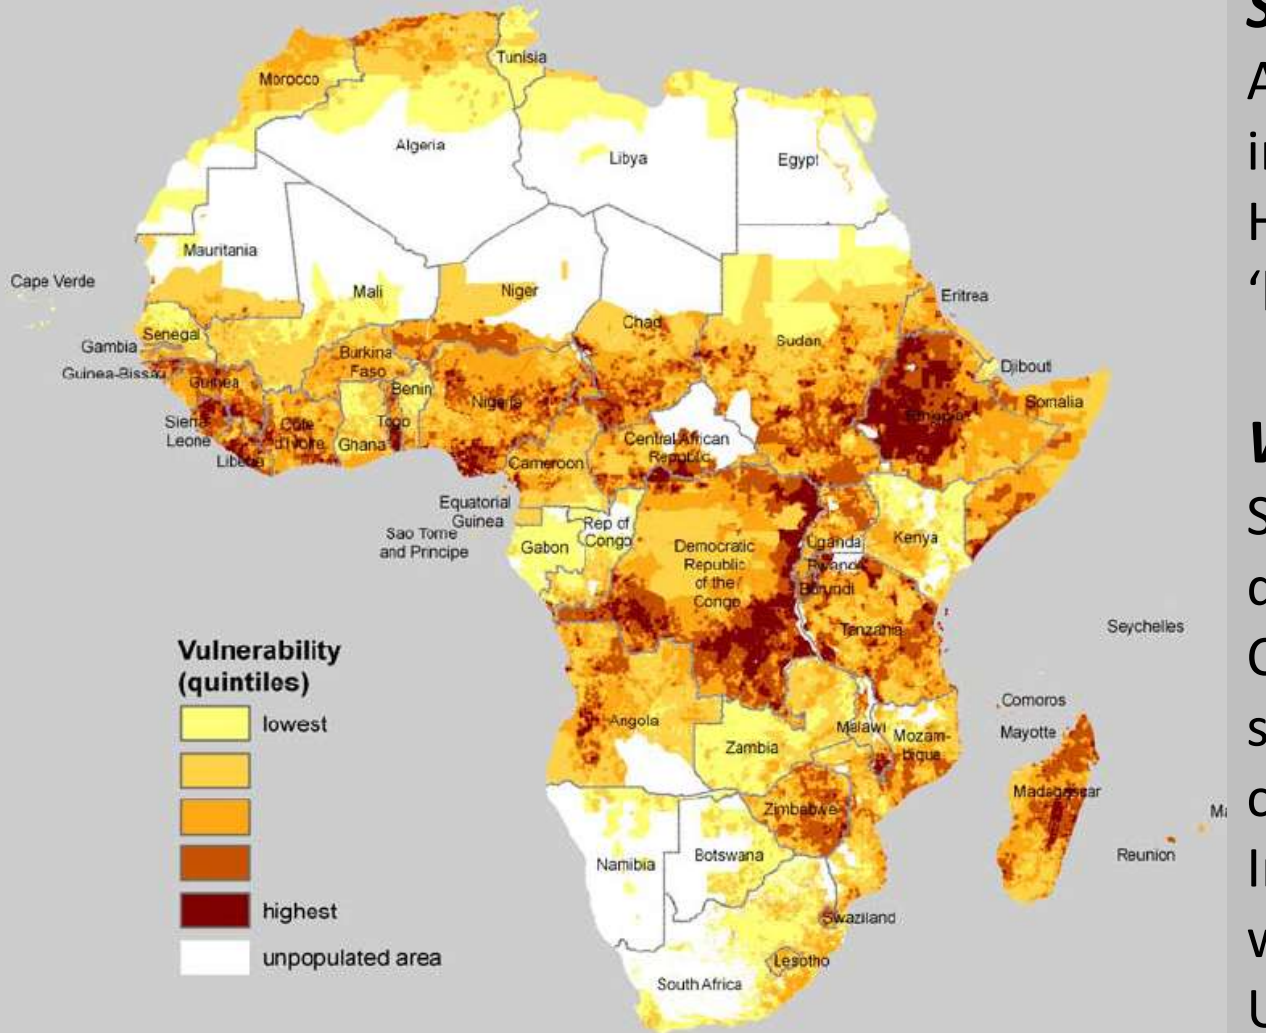 Tunisia
Morocco
Algeria
Libya
Egypt
Mauritania
Cape Verde
Mali
Niger
Chad
Eritrea
Senegal
Sudan
Gambia
Burkina
Faso
Djibouti
Guinea-Bissau
Guinea
Benin
Nigeria
Somalia
Ethiopia
Sierra
Leone
Cote
d'Ivoire
Togo
Ghana
Central African
Republic
Liberia
Cameroon
Equatorial
Guinea
Sao Tome
and Principe
Rep of
Congo
Gabon
Democratic
Republic
of the
Congo
Uganda
Kenya
Rwanda
Burundi
Tanzania
Seychelles
Comoros
Mayotte
Angola
Malawi
Zambia
Mozam-
bique
Madagascar
Zimbabwe
Reunion
Namibia
Botswana
Swaziland
Lesotho
South Africa
Vulnerability
(quintiles)
lowest
highest
unpopulated area